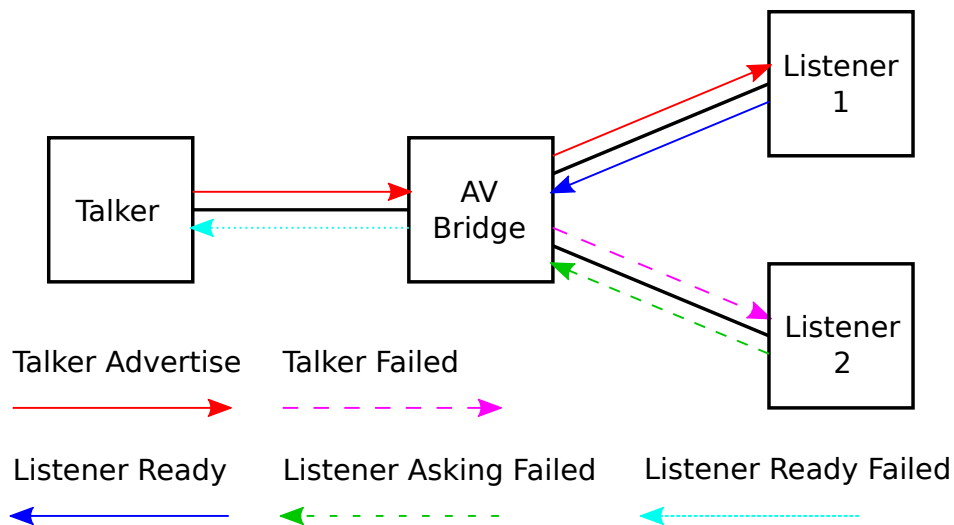 Listener
1
Talker
AV
Bridge
Listener
2
Talker Advertise
Talker Failed
Listener Ready
Listener Asking Failed
Listener Ready Failed